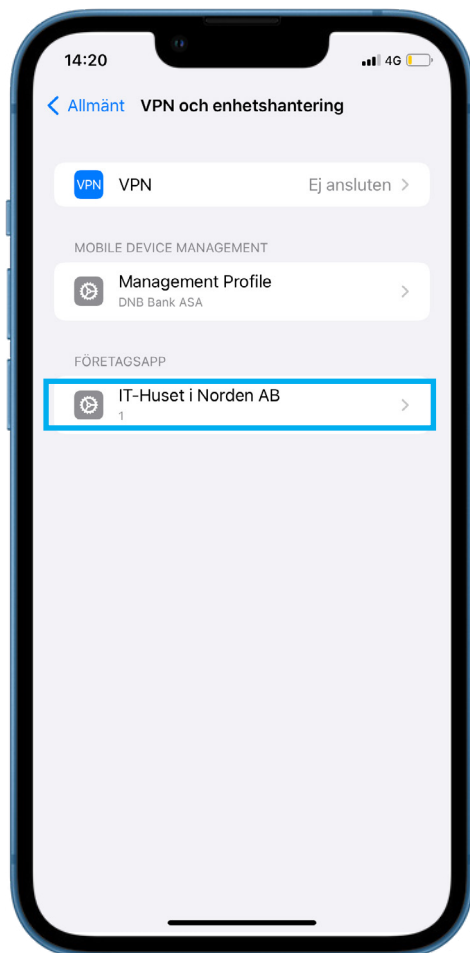 14:20 4G
Allmänt VPN och enhetshantering
VPN VPN Ej ansluten
MOBILE DEVICE MANAGEMENT
Management Profile
DNB Bank ASA
FÖRETAGSAPP
IT-Huset i Norden AB
1